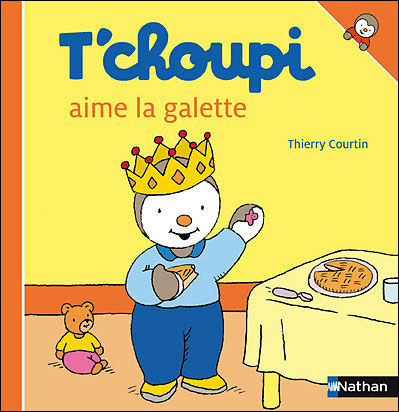 T'choupi
aime la galette
Thierry Courtin
Nathan